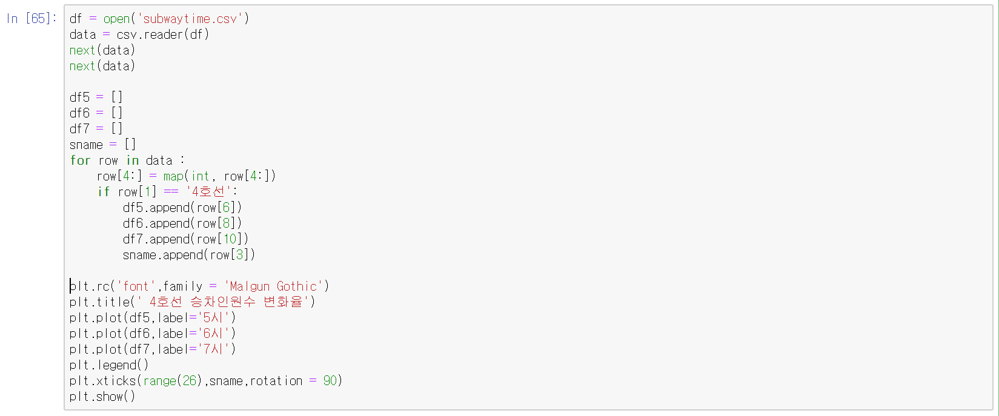 In [65]:
df = open('subwaytime.csv')
data = csv.reader(df)
next(data)
next(data)
df5 = []
df6 = []
df7 = []
sname = []
for row in data :
    row[4:] = map(int, row[4:])
    if row[1] == '4호선':
        df5.append(row[6])
        df6.append(row[8])
        df7.append(row[10])
        sname.append(row[3])
plt.rc('font',family = 'Malgun Gothic')
plt.title(' 4호선 승차인원수 변화율')
plt.plot(df5,label='5시')
plt.plot(df6,label='6시')
plt.plot(df7,label='7시')
plt.legend()
plt.xticks(range(26),sname,rotation = 90)
plt.show()